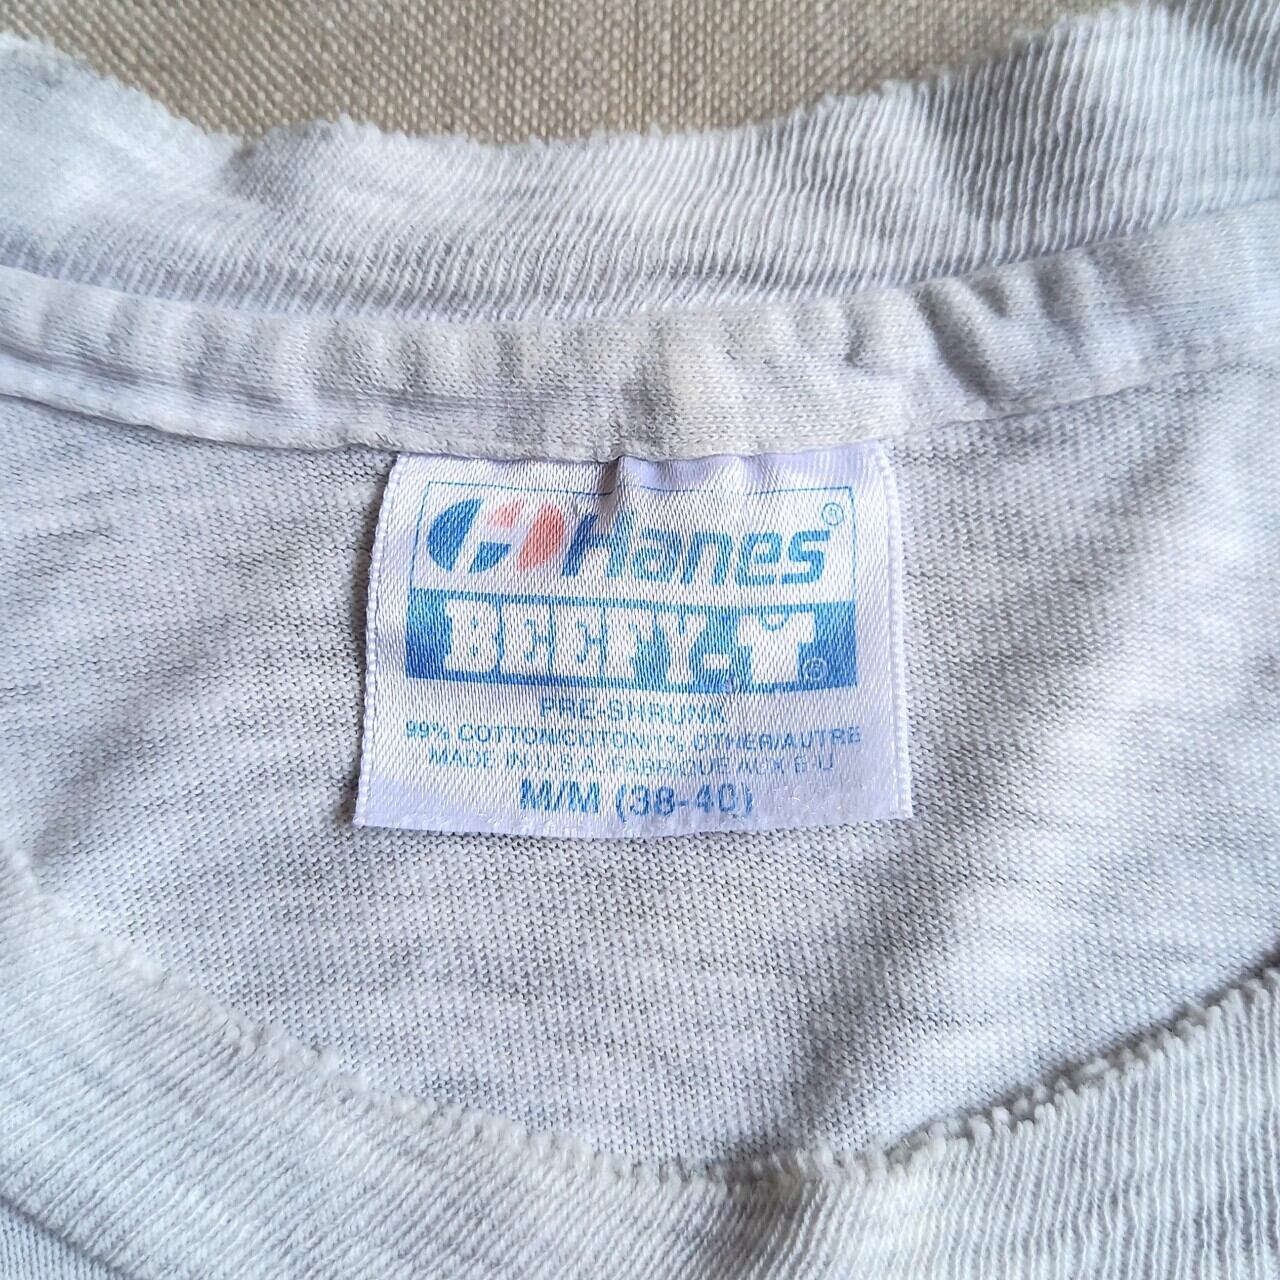 Hanes®
BEEFY-T®
PRE-SHRUNK
99% COTTON/COTON 1% OTHER/AUTRE
MADE IN U.S.A. FABRIQUE AUX E-U
M/M (38-40)